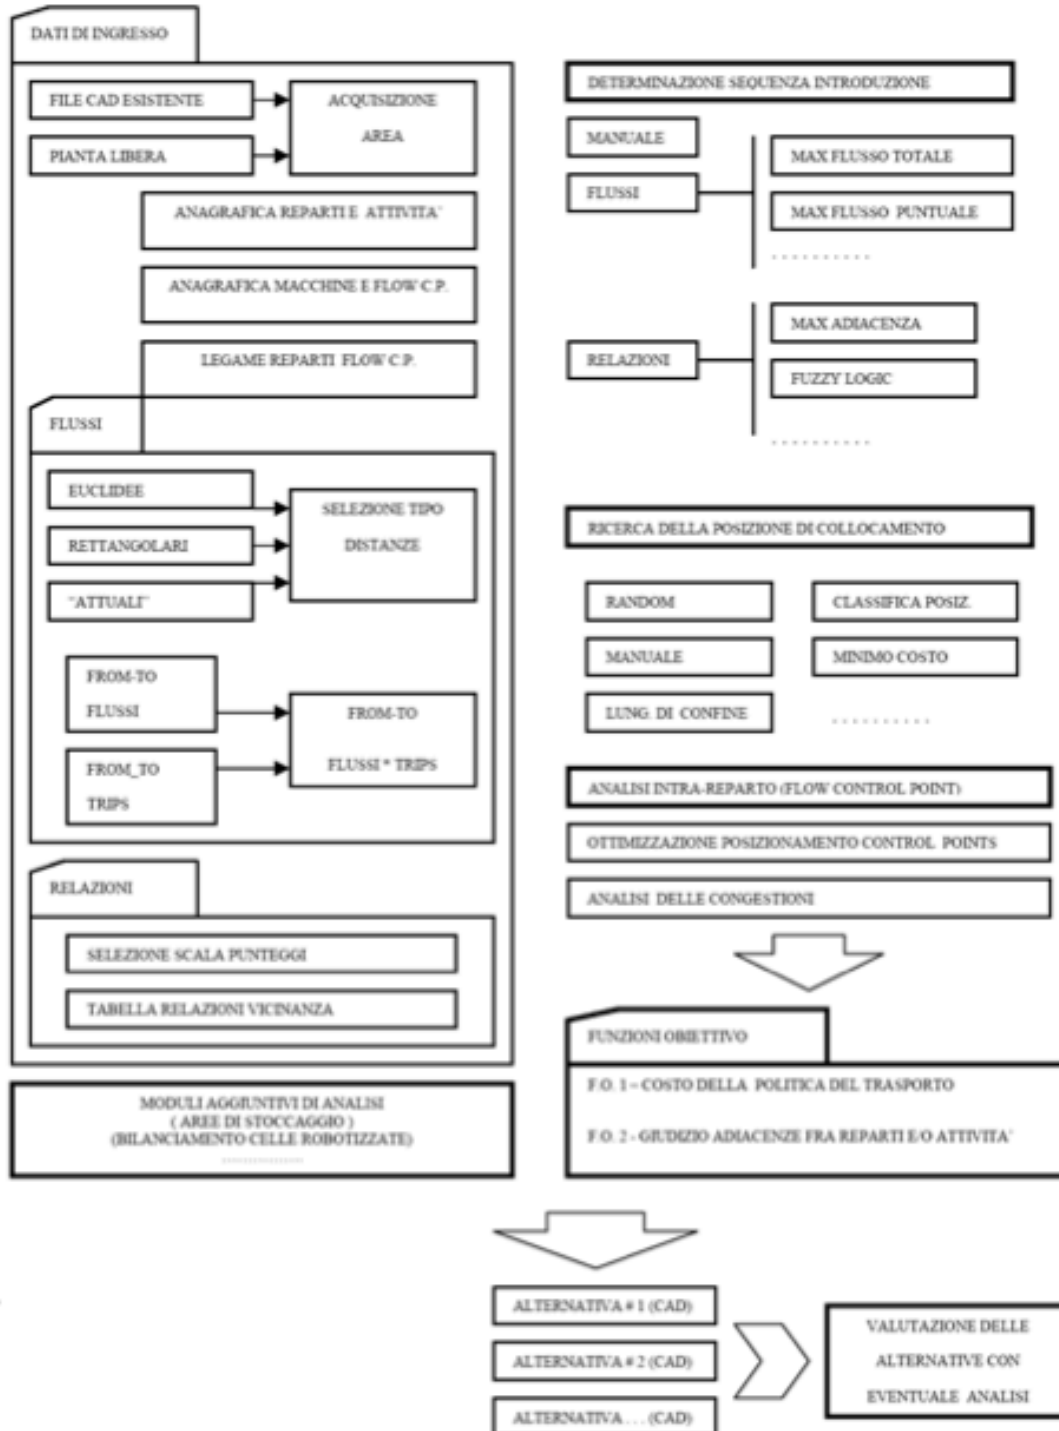 DATI DI INGRESSO
FILE CAD ESISTENTE
ACQUISIZIONE
AREA
PIANTA LIBERA
ANAGRAFICA REPARTI E ATTIVITA`
ANAGRAFICA MACCHINE E FLOW C.P.
LEGAME REPARTI FLOW C.P.
FLUSSI
EUCLIDEE
SELEZIONE TIPO
DISTANZE
RETTANGOLARI
"ATTUALI"
FROM-TO
FLUSSI
FROM-TO
FLUSSI * TRIPS
FROM_TO
TRIPS
RELAZIONI
SELEZIONE SCALA PUNTEGGI
TABELLA RELAZIONI VICINANZA
MODULI AGGIUNTIVI DI ANALISI
( AREE DI STOCCAGGIO )
(BILANCIAMENTO CELLE ROBOTIZZATE)
................
DETERMINAZIONE SEQUENZA INTRODUZIONE
MANUALE
FLUSSI
MAX FLUSSO TOTALE
MAX FLUSSO PUNTUALE
. . . . . . . . . .
RELAZIONI
MAX ADIACENZA
FUZZY LOGIC
. . . . . . . . . .
RICERCA DELLA POSIZIONE DI COLLOCAMENTO
RANDOM
CLASSIFICA POSIZ.
MANUALE
MINIMO COSTO
LUNG. DI CONFINE
. . . . . . . . . .
ANALISI INTRA-REPARTO (FLOW CONTROL POINT)
OTTIMIZZAZIONE POSIZIONAMENTO CONTROL POINTS
ANALISI DELLE CONGESTIONI
FUNZIONI OBIETTIVO
F.O. 1 – COSTO DELLA POLITICA DEL TRASPORTO
F.O. 2 - GIUDIZIO ADIACENZE FRA REPARTI E/O ATTIVITA`
ALTERNATIVA # 1 (CAD)
ALTERNATIVA # 2 (CAD)
ALTERNATIVA . . . (CAD)
VALUTAZIONE DELLE
ALTERNATIVE CON
EVENTUALE ANALISI